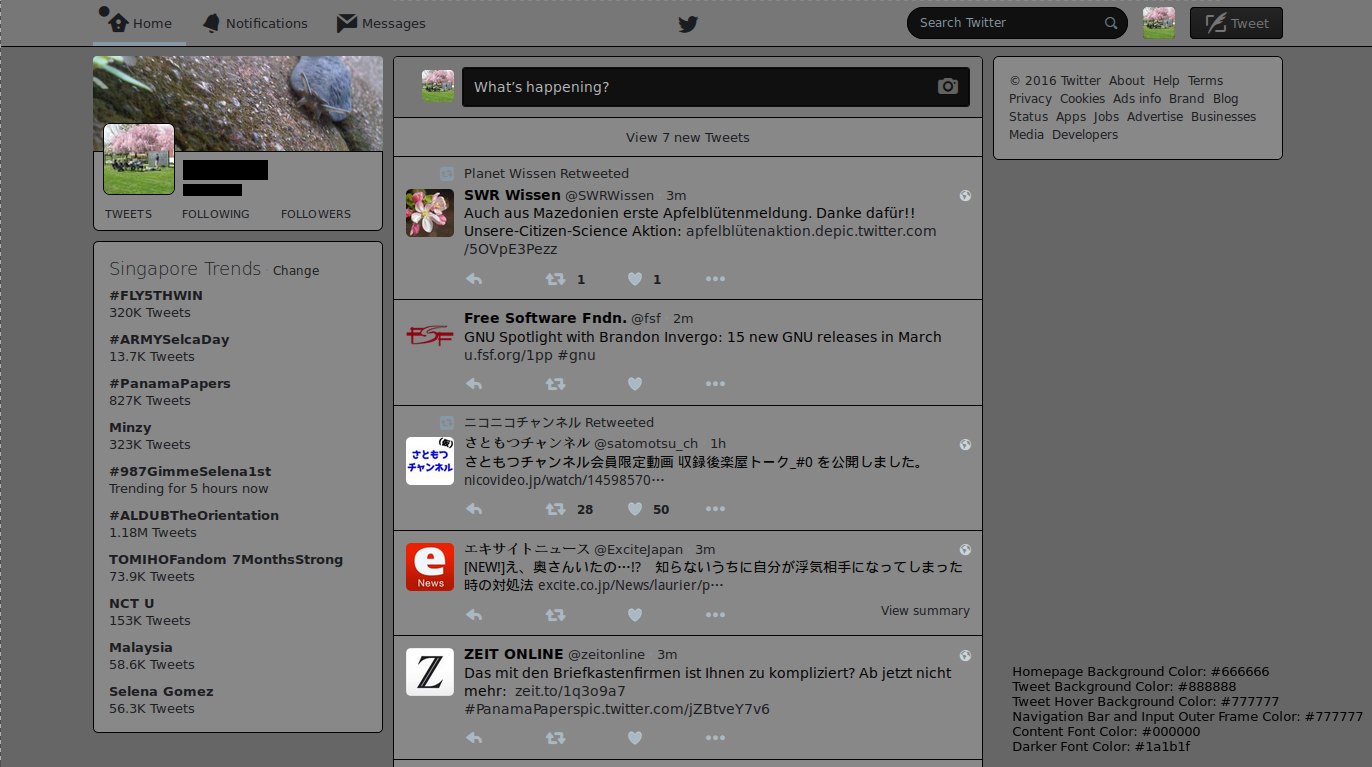 Home
Notifications
Messages
Search Twitter
Tweet
TWEETS
FOLLOWING
FOLLOWERS
Singapore Trends · Change
#FLY5THWIN
320K Tweets
#ARMYSelcaDay
13.7K Tweets
#PanamaPapers
827K Tweets
Minzy
323K Tweets
#987GimmeSelena1st
Trending for 5 hours now
#ALDUBTheOrientation
1.18M Tweets
TOMIHOFandom 7MonthsStrong
73.9K Tweets
NCT U
153K Tweets
Malaysia
58.6K Tweets
Selena Gomez
56.3K Tweets
What's happening?
View 7 new Tweets
Planet Wissen Retweeted
SWR Wissen @SWRWissen · 3m
Auch aus Mazedonien erste Apfelblütenmeldung. Danke dafür!!
Unsere-Citizen-Science Aktion: apfelblütenaktion.depic.twitter.com
/5OVpE3Pezz
1 1
Free Software Fndn. @fsf · 2m
GNU Spotlight with Brandon Invergo: 15 new GNU releases in March
u.fsf.org/1pp #gnu
ニコニコチャンネル Retweeted
(仮)
さともつ
チャンネル
さともつチャンネル @satomotsu_ch · 1h
さともつチャンネル会員限定動画 収録後楽屋トーク_#0 を公開しました。
nicovideo.jp/watch/14598570…
28 50
e
News
エキサイトニュース @ExciteJapan · 3m
[NEW!]え、奥さんいたの…!?　知らないうちに自分が浮気相手になってしまった
時の対処法 excite.co.jp/News/laurier/p…
View summary
Z
ZEIT ONLINE @zeitonline · 3m
Das mit den Briefkastenfirmen ist Ihnen zu kompliziert? Ab jetzt nicht
mehr: zeit.to/1q3o9a7
#PanamaPaperspic.twitter.com/jZBtveY7v6
© 2016 Twitter About Help Terms
Privacy Cookies Ads info Brand Blog
Status Apps Jobs Advertise Businesses
Media Developers
Homepage Background Color: #666666
Tweet Background Color: #888888
Tweet Hover Background Color: #777777
Navigation Bar and Input Outer Frame Color: #777777
Content Font Color: #000000
Darker Font Color: #1a1b1f